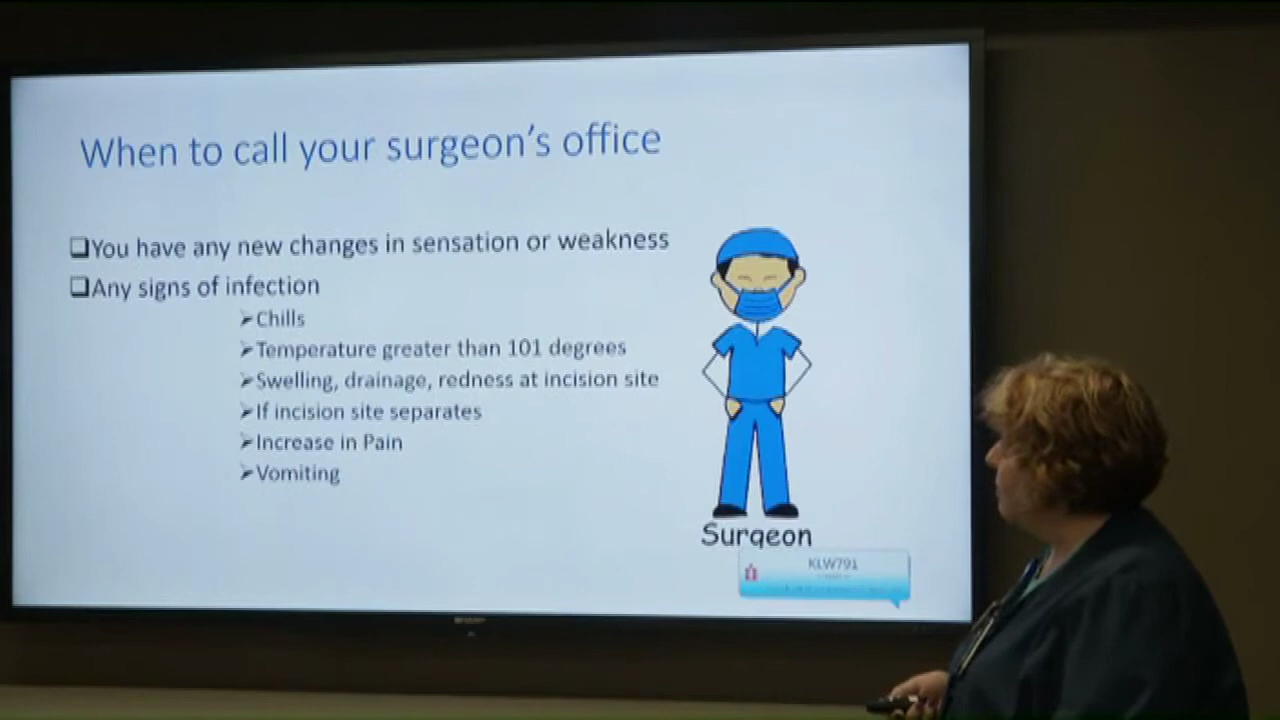 When to call your surgeon's office
❑You have any new changes in sensation or weakness
❑Any signs of infection
➢Chills
➢Temperature greater than 101 degrees
➢Swelling, drainage, redness at incision site
➢If incision site separates
➢Increase in Pain
➢Vomiting
Surgeon
KLW791